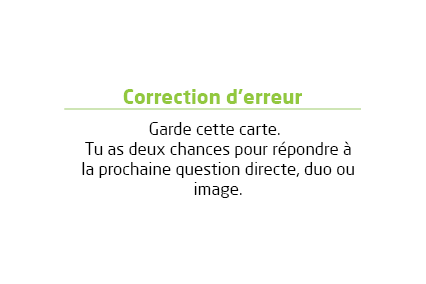 Correction d'erreur
Garde cette carte.
Tu as deux chances pour répondre à
la prochaine question directe, duo ou
image.